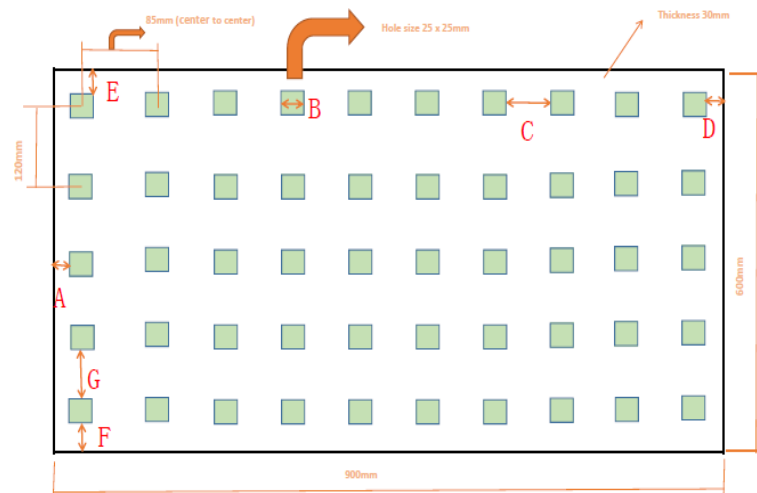 85mm (center to center)
Hole size 25 x 25mm
Thickness 30mm
E
B
C
D
120mm
A
600mm
G
F
900mm